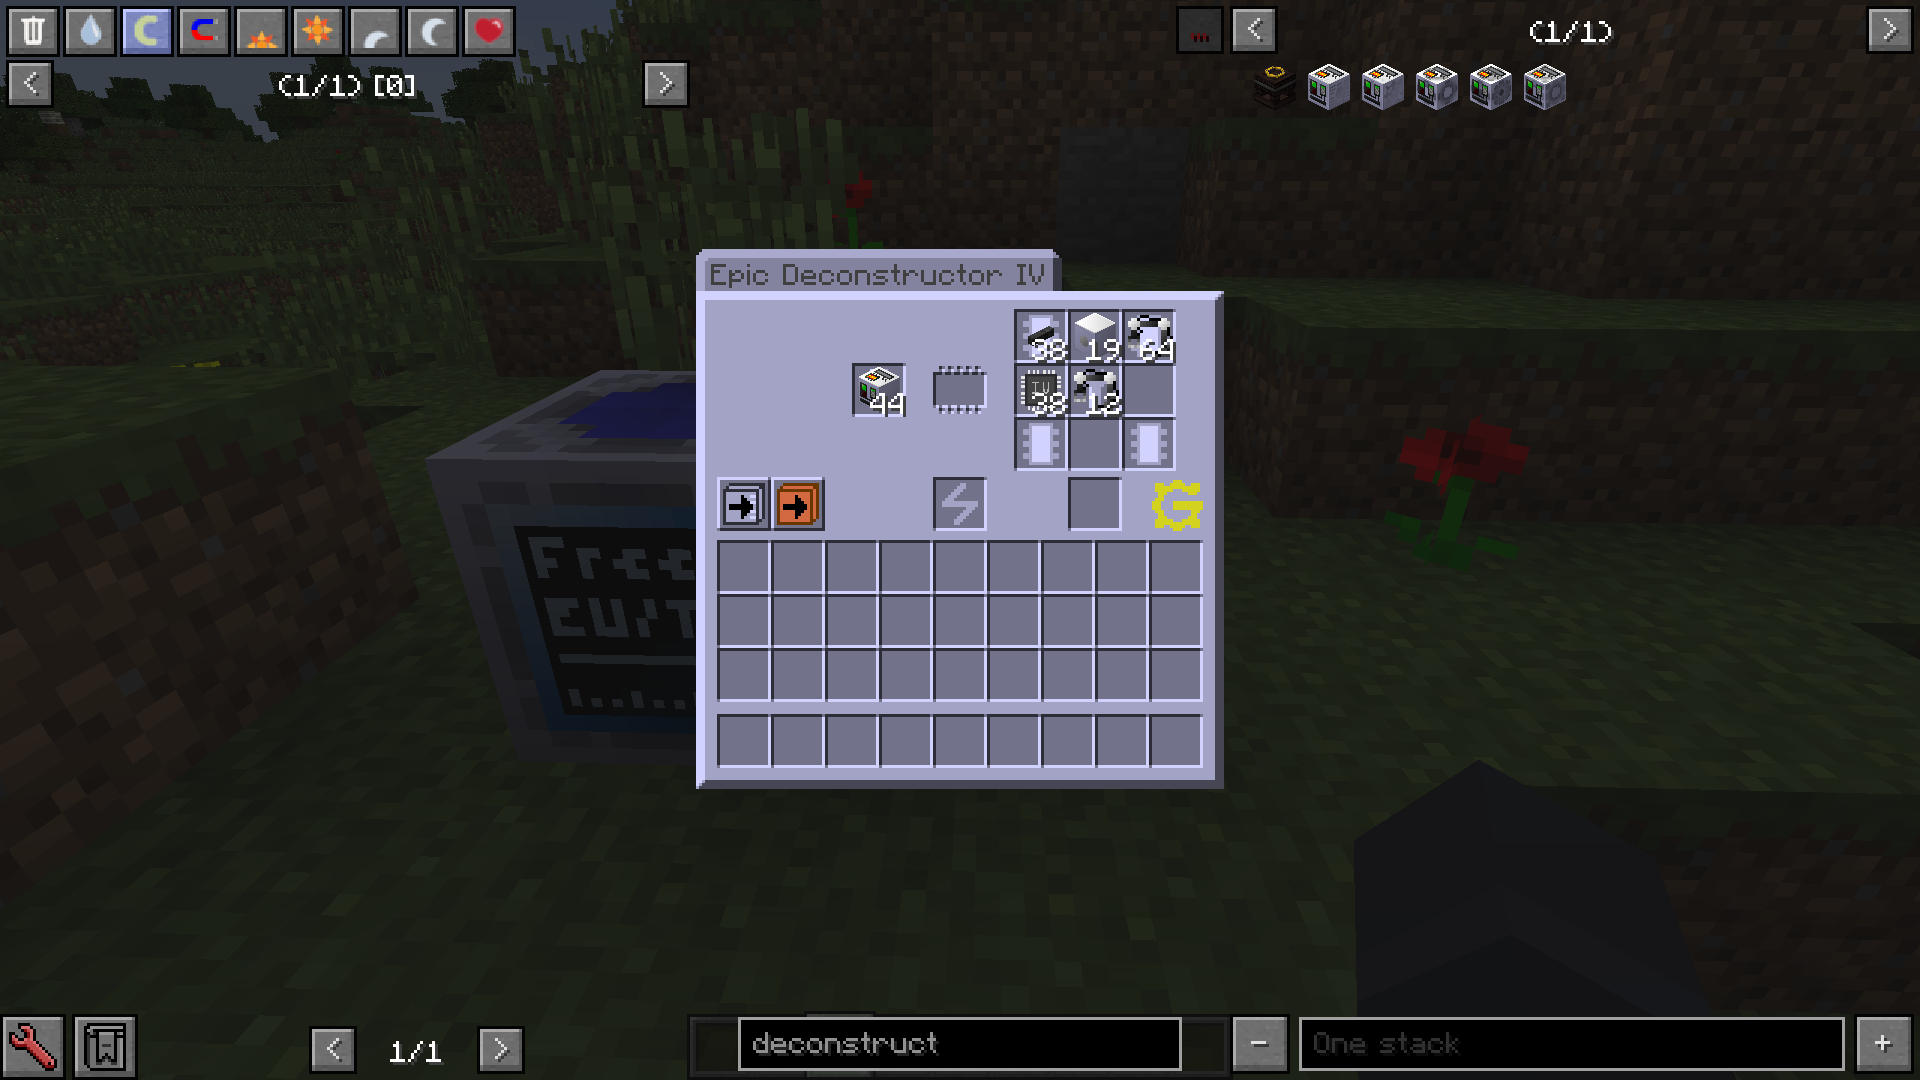 (1/1)
(1/1) [0]
Epic Deconstructor IV
38
19
64
44
IV
38
12
1/1
deconstruct
One stack